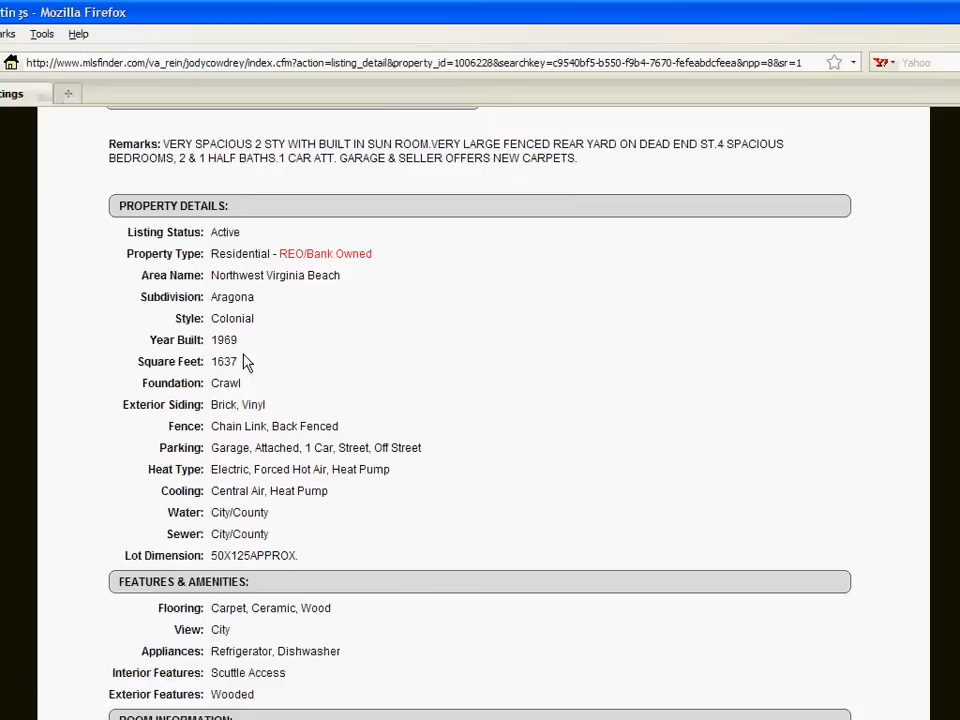 - Mozilla Firefox
Tools Help
http://www.mlsfinder.com/va_rein/jodycowdrey/index.cfm?action=listing_detail&property_id=1006228&searchkey=c9540bf5-b550-f9b4-7670-fefeabdcfeea&npp=8&sr=1 Yahoo
Remarks: VERY SPACIOUS 2 STY WITH BUILT IN SUN ROOM.VERY LARGE FENCED REAR YARD ON DEAD END ST.4 SPACIOUS
BEDROOMS, 2 & 1 HALF BATHS.1 CAR ATT. GARAGE & SELLER OFFERS NEW CARPETS.
PROPERTY DETAILS:
Listing Status: Active
Property Type: Residential - REO/Bank Owned
Area Name: Northwest Virginia Beach
Subdivision: Aragona
Style: Colonial
Year Built: 1969
Square Feet: 1637
Foundation: Crawl
Exterior Siding: Brick, Vinyl
Fence: Chain Link, Back Fenced
Parking: Garage, Attached, 1 Car, Street, Off Street
Heat Type: Electric, Forced Hot Air, Heat Pump
Cooling: Central Air, Heat Pump
Water: City/County
Sewer: City/County
Lot Dimension: 50X125APPROX.
FEATURES & AMENITIES:
Flooring: Carpet, Ceramic, Wood
View: City
Appliances: Refrigerator, Dishwasher
Interior Features: Scuttle Access
Exterior Features: Wooded
ROOM INFORMATION: